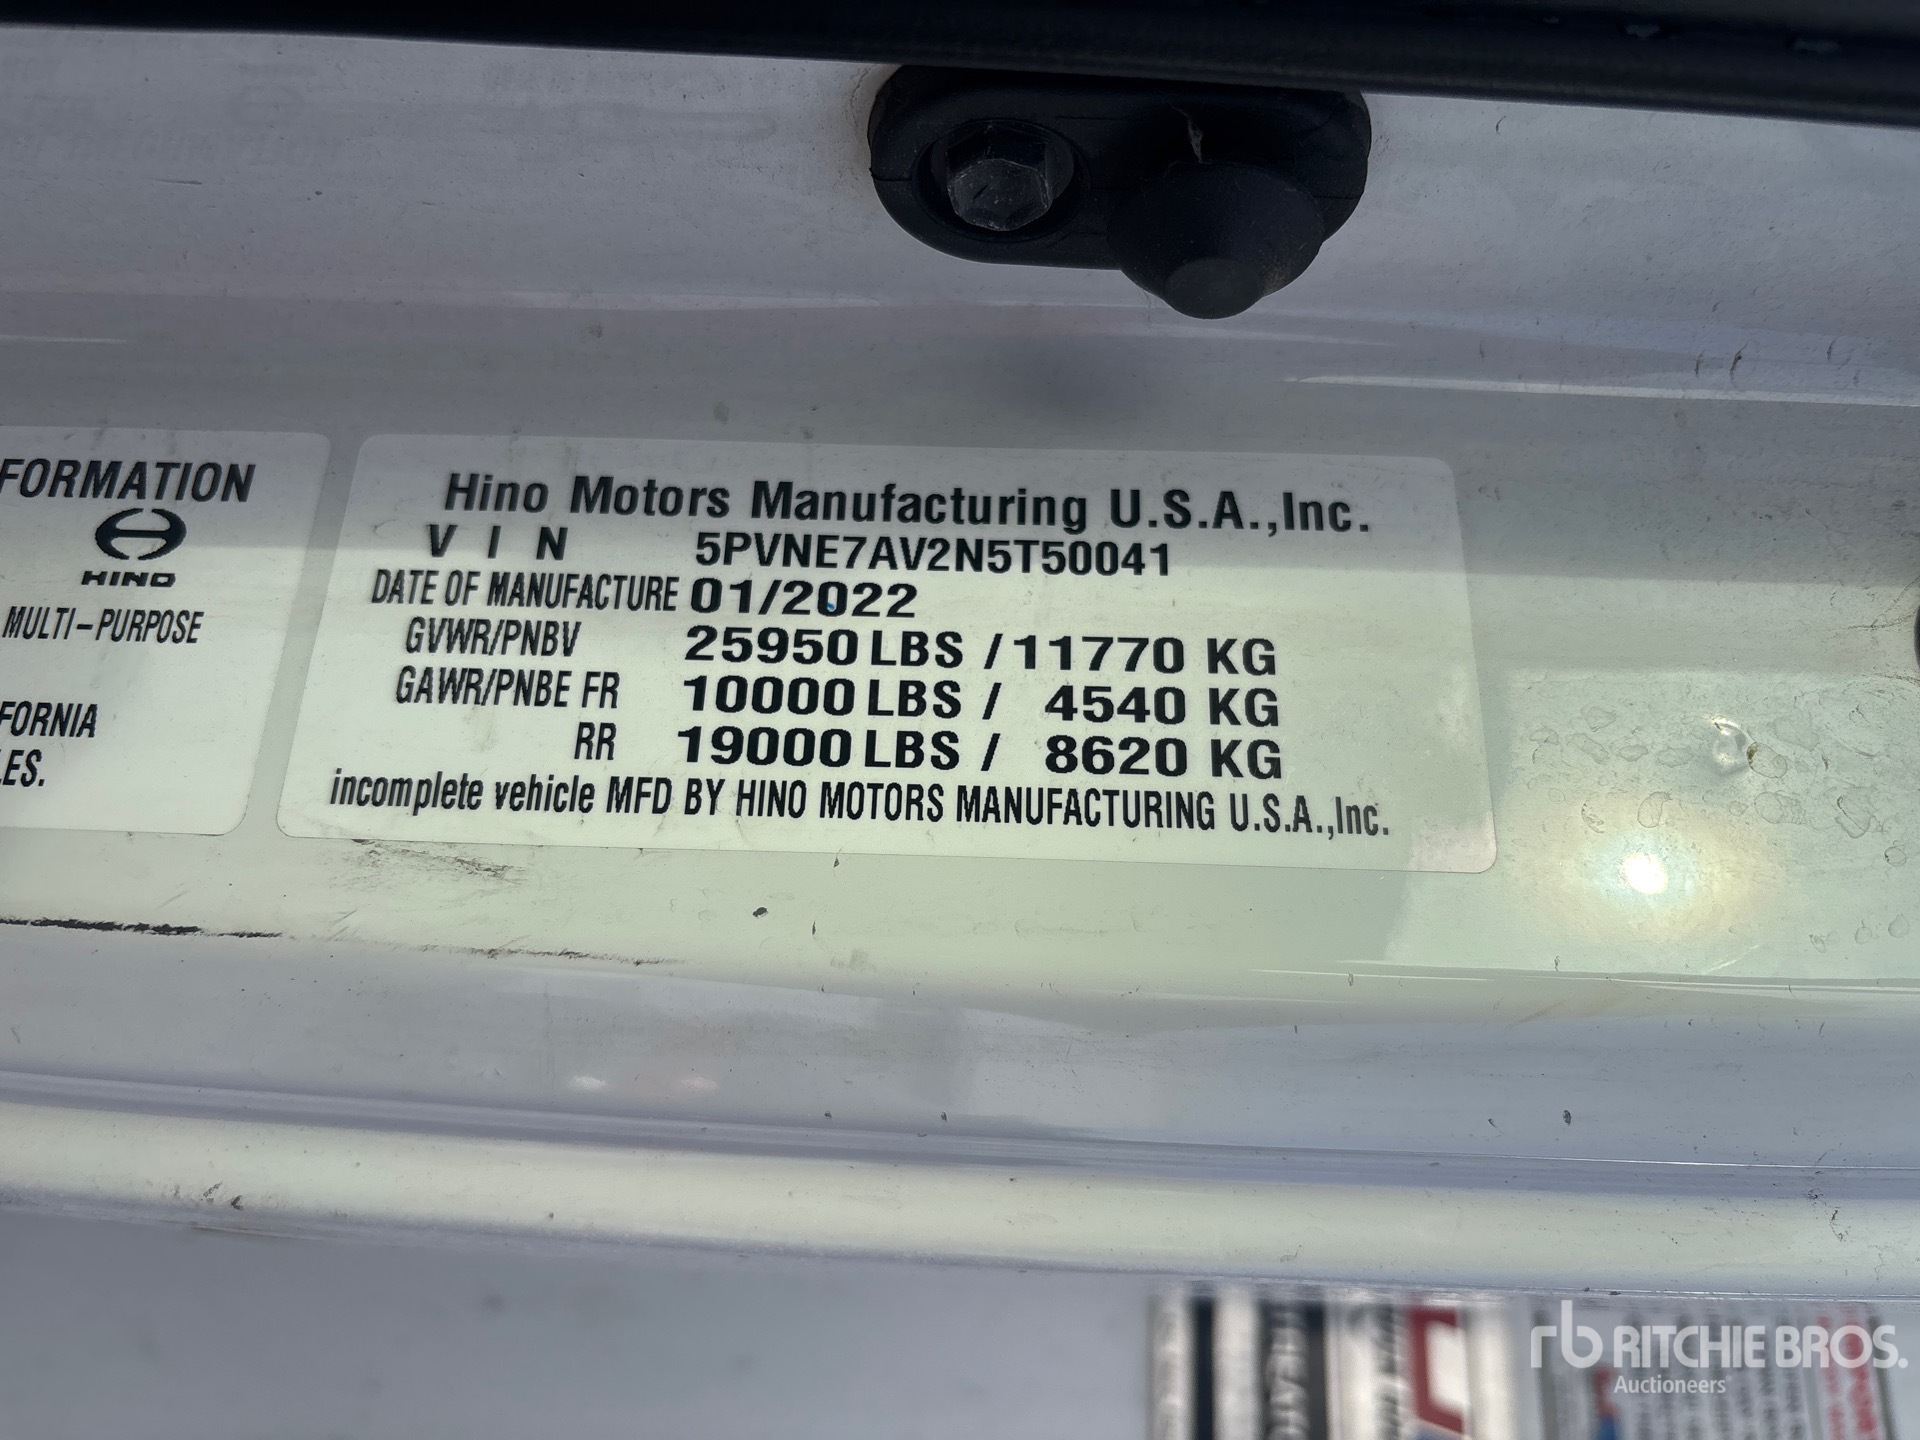 FORMATION
HINO
MULTI-PURPOSE
FORNIA
LES.
Hino Motors Manufacturing U.S.A.,Inc.
VIN 5PVNE7AV2N5T50041
DATE OF MANUFACTURE 01/2022
GVWR/PNBV 25950 LBS / 11770 KG
GAWR/PNBE FR 10000 LBS / 4540 KG
RR 19000 LBS / 8620 KG
incomplete vehicle MFD BY HINO MOTORS MANUFACTURING U.S.A.,Inc.
rb RITCHIE BROS.
Auctioneers